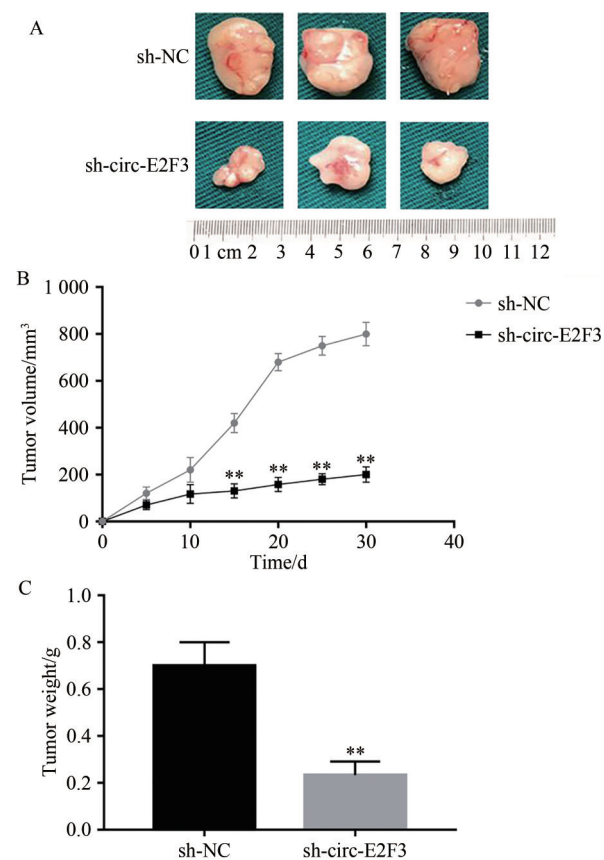 A
sh-NC
sh-circ-E2F3
0 1 cm 2 3 4 5 6 7 8 9 10 11 12
B
1 000
800
600
400
200
0
Tumor volume/mm³
sh-NC
sh-circ-E2F3
** ** ** **
0 10 20 30 40
Time/d
C
1.0
0.8
0.6
0.4
0.2
0.0
Tumor weight/g
**
sh-NC sh-circ-E2F3